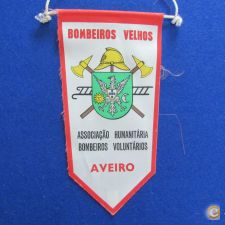 BOMBEIROS VELHOS
ASSOCIAÇÃO HUMANITÁRIA
BOMBEIROS VOLUNTÁRIOS
AVEIRO